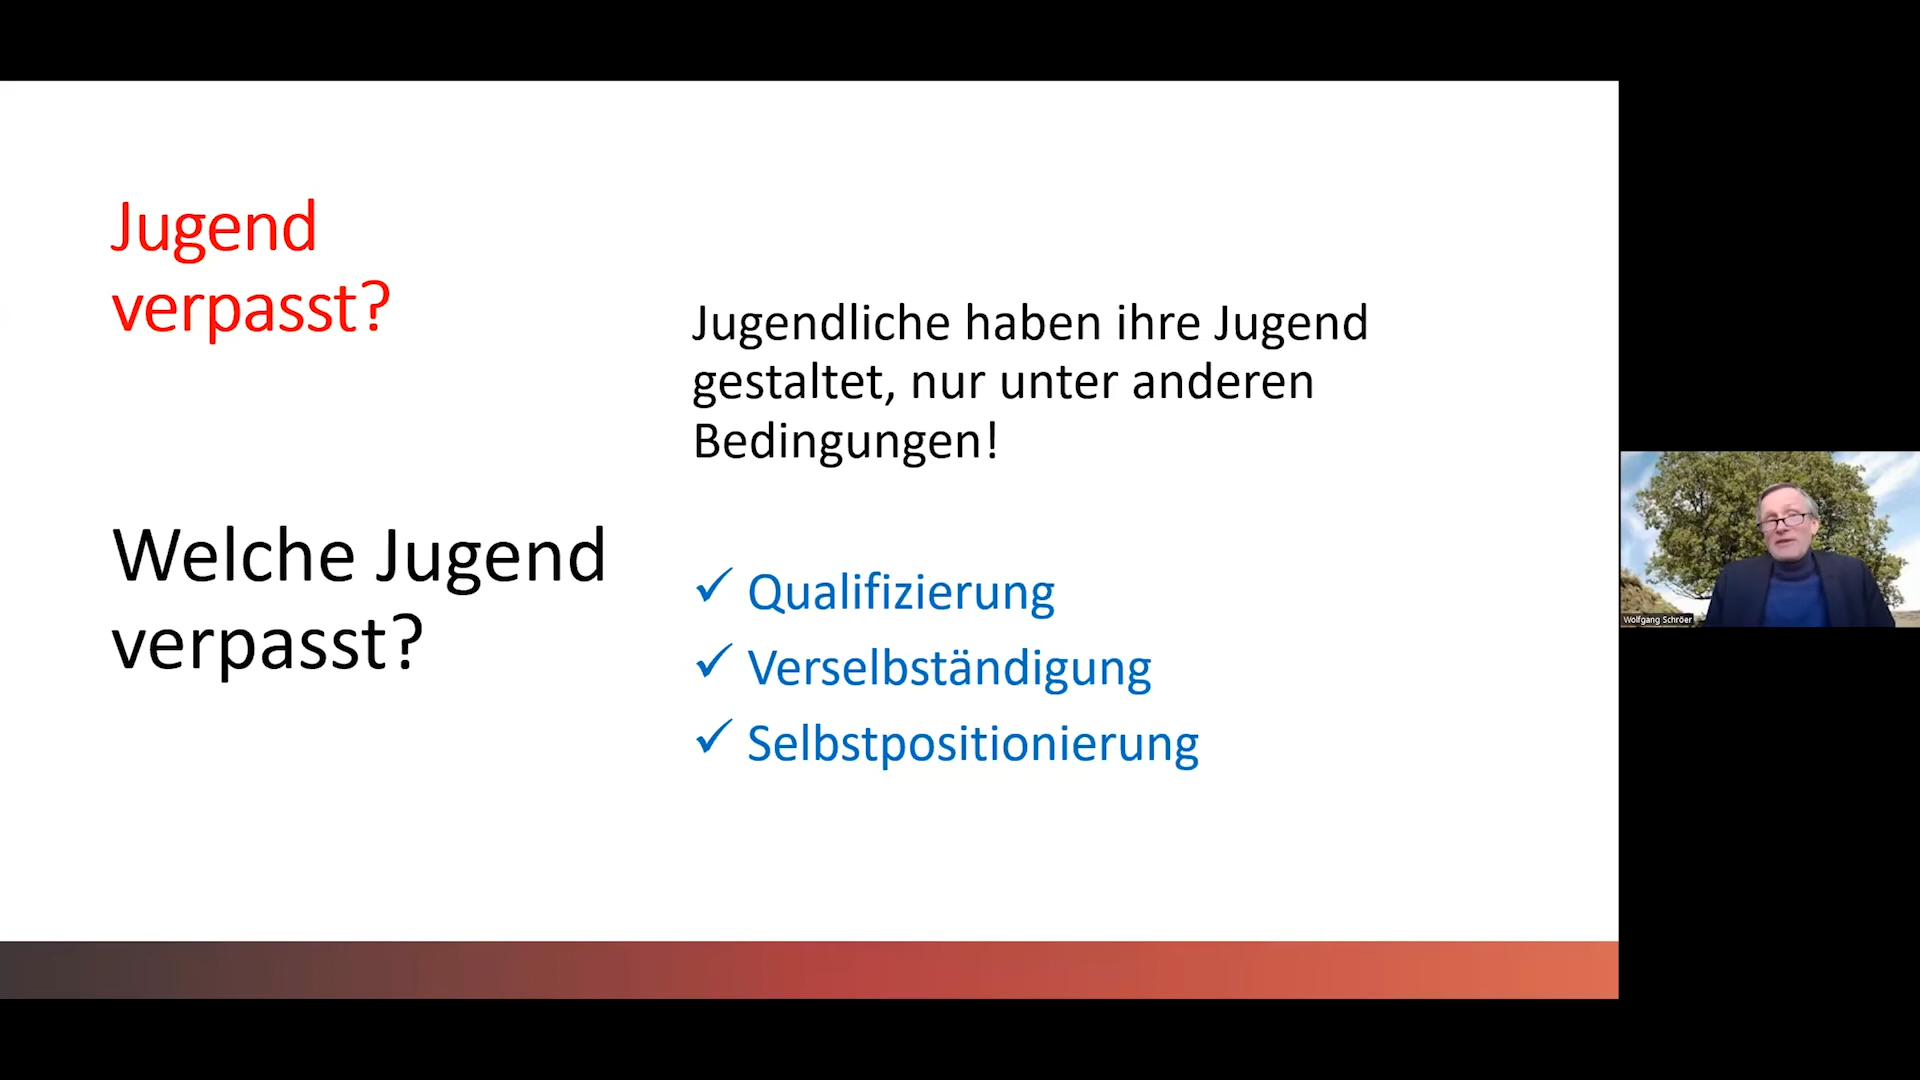 Jugend
verpasst?
Welche Jugend
verpasst?
Jugendliche haben ihre Jugend
gestaltet, nur unter anderen
Bedingungen!
✓ Qualifizierung
✓ Verselbständigung
✓ Selbstpositionierung
Wolfgang Schröer